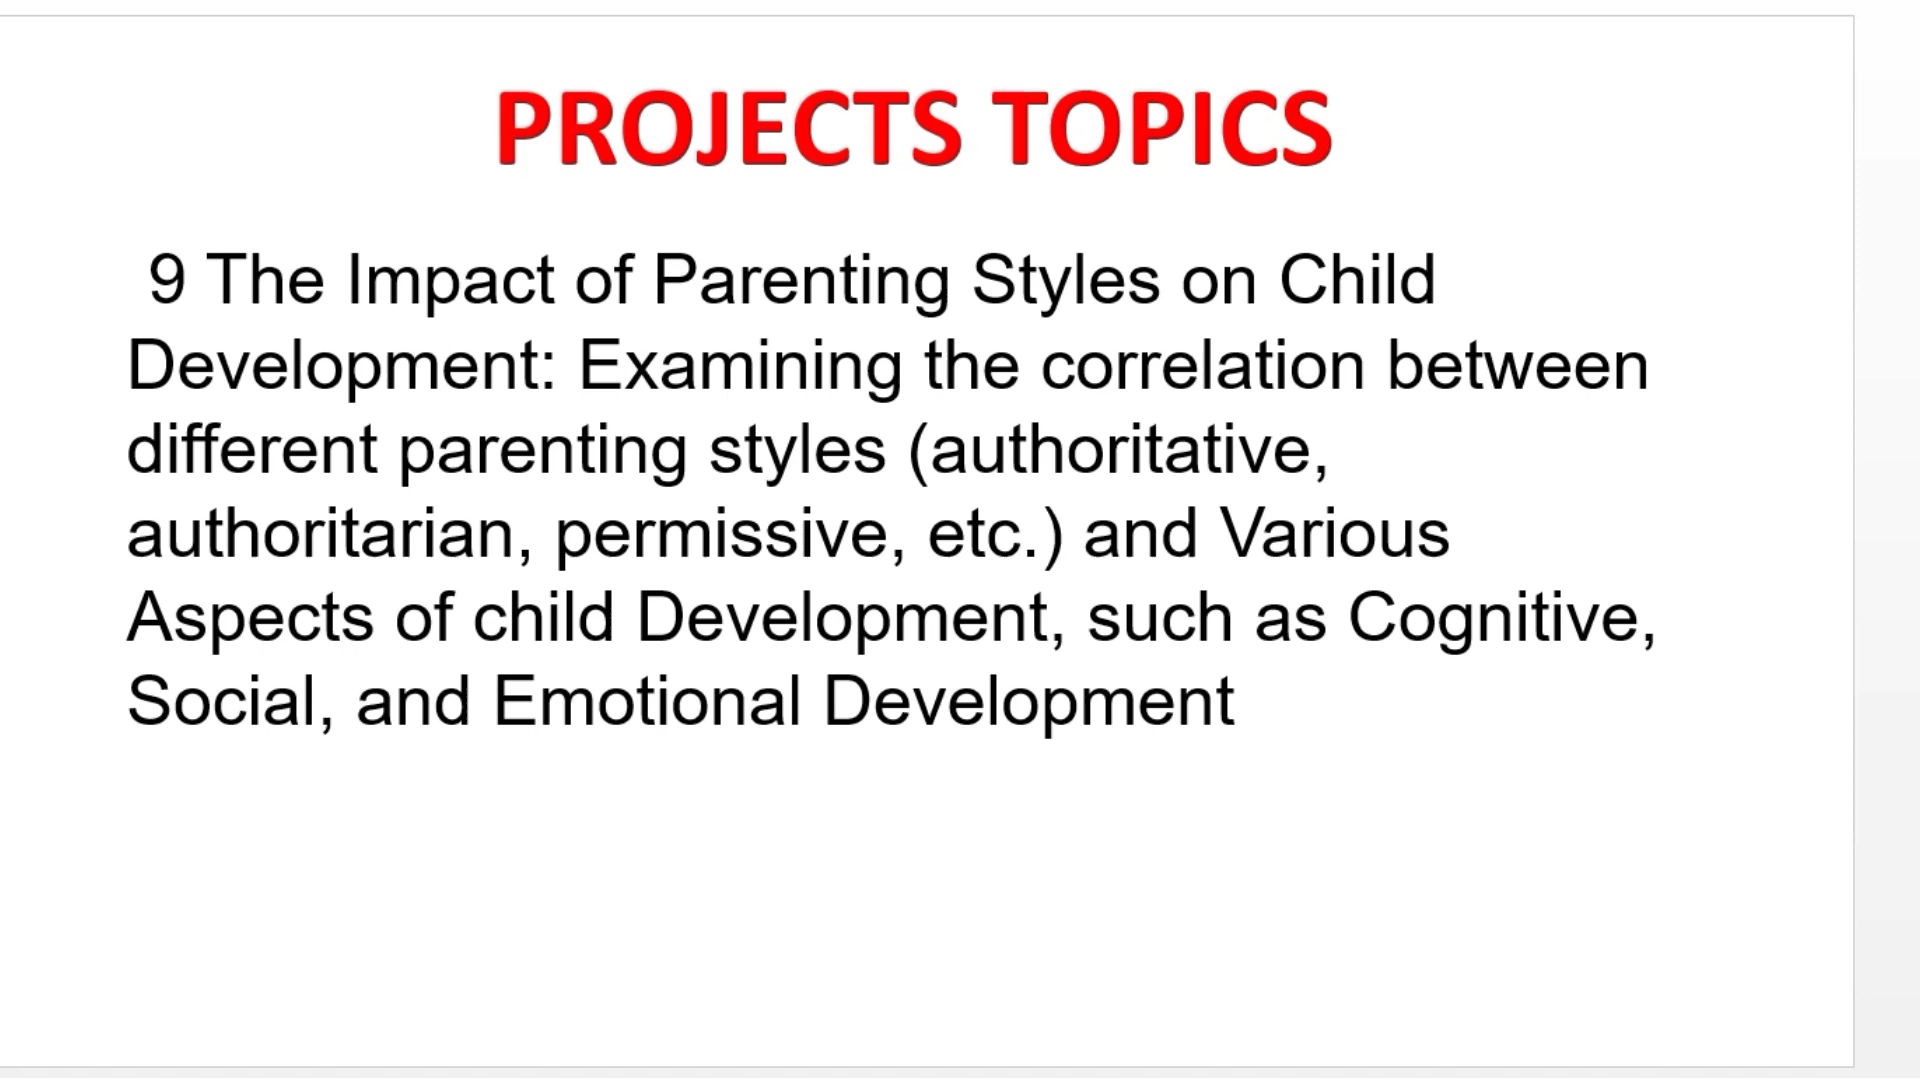 PROJECTS TOPICS
9 The Impact of Parenting Styles on Child
Development: Examining the correlation between
different parenting styles (authoritative,
authoritarian, permissive, etc.) and Various
Aspects of child Development, such as Cognitive,
Social, and Emotional Development